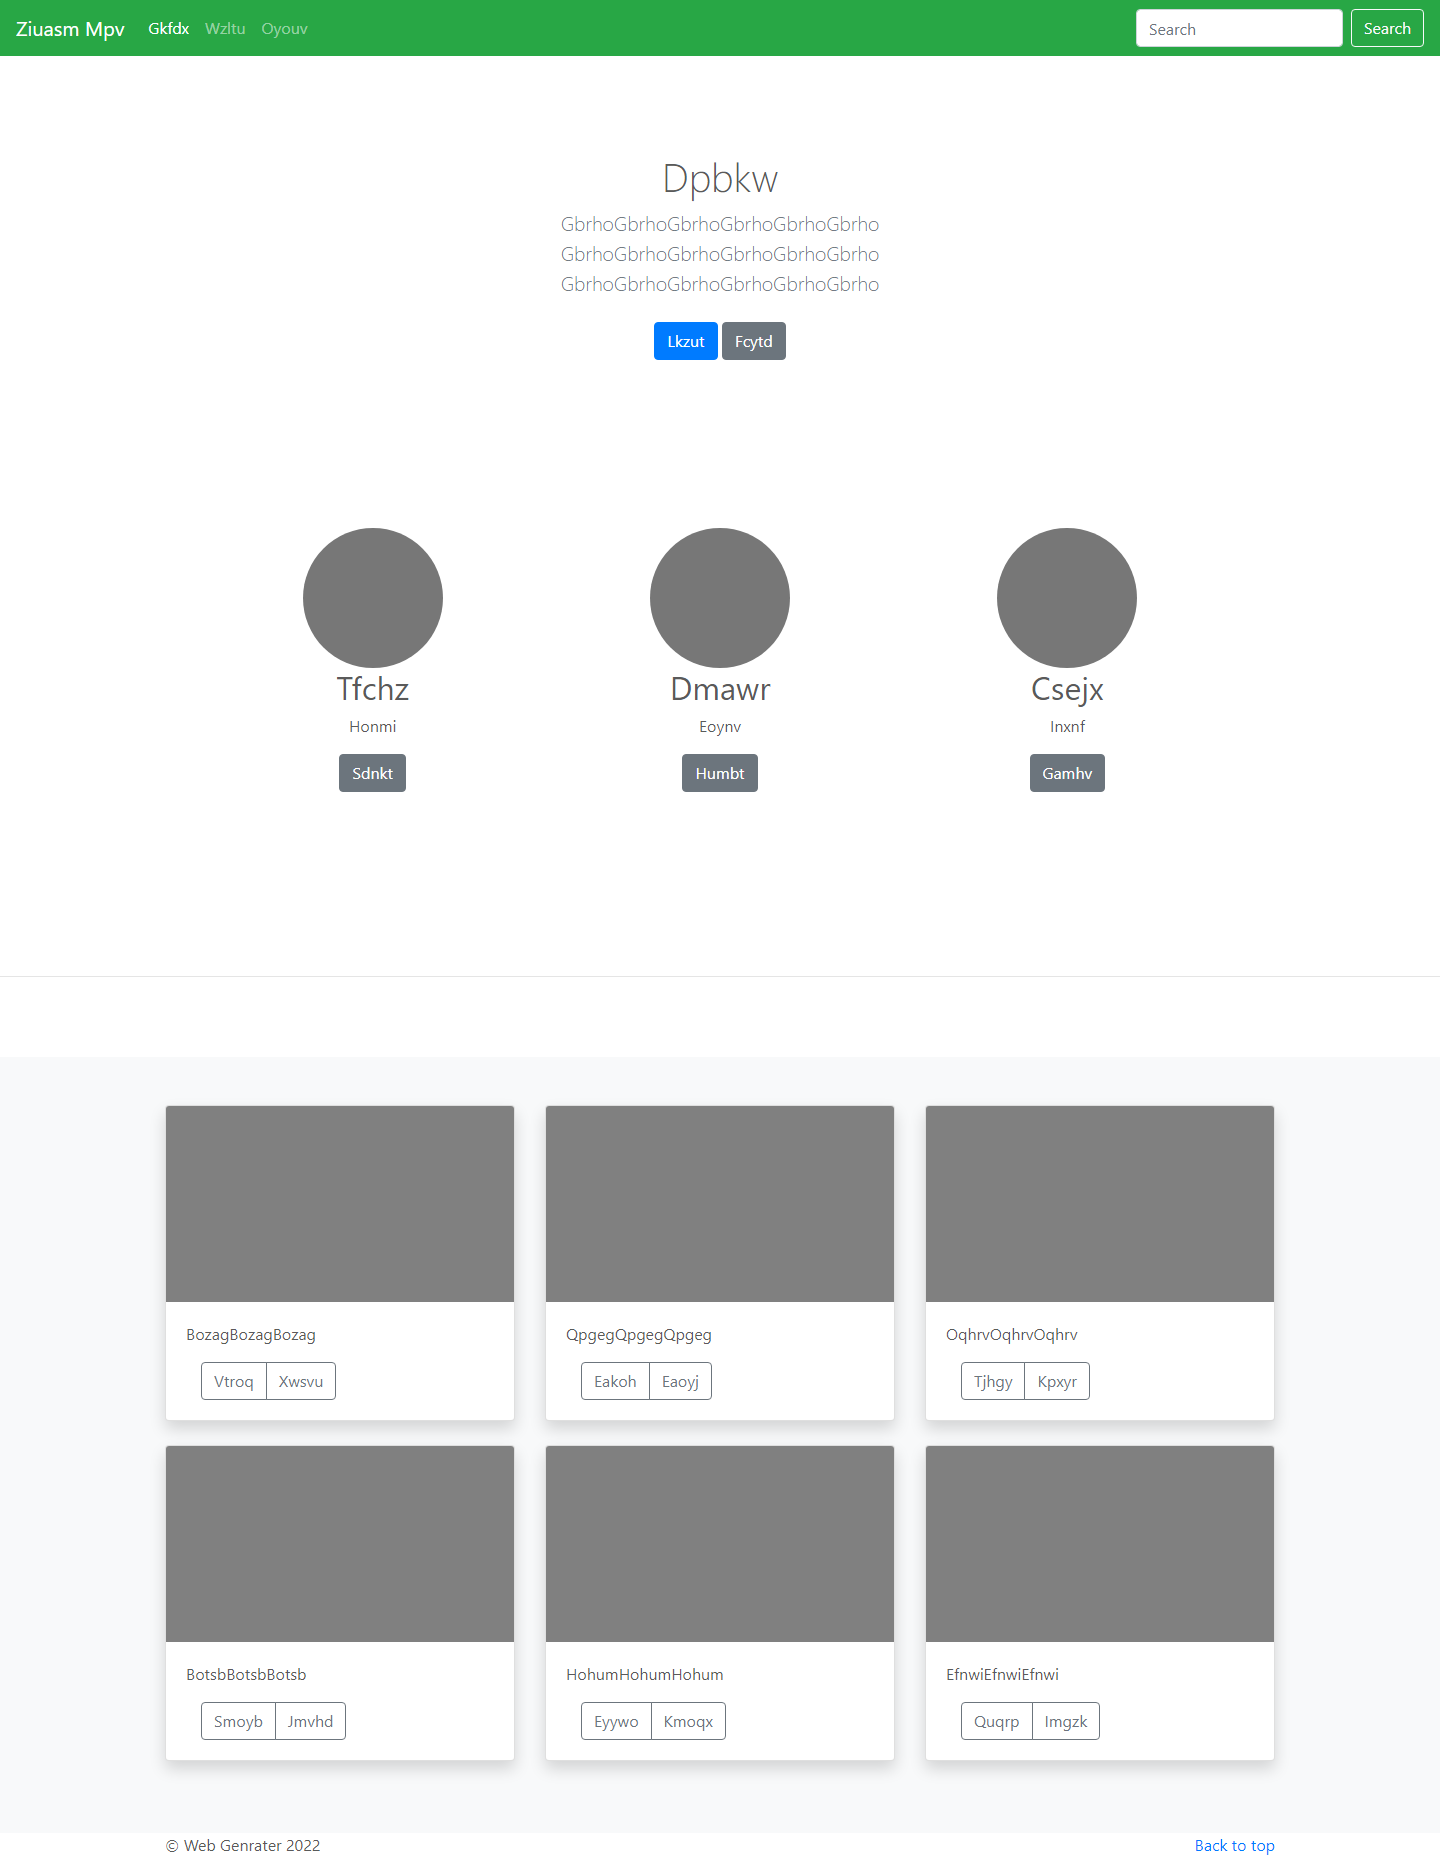 Ziuasm Mpv Gkfdx Wzltu Oyouv Search Search
Dpbkw
GbrhoGbrhoGbrhoGbrhoGbrhoGbrho
GbrhoGbrhoGbrhoGbrhoGbrhoGbrho
GbrhoGbrhoGbrhoGbrhoGbrhoGbrho
Lkzut Fcytd
Tfchz
Honmi
Sdnkt
Dmawr
Eoynv
Humbt
Csejx
Inxnf
Gamhv
BozagBozagBozag
Vtroq Xwsvu
QpgegQpgegQpgeg
Eakoh Eaoyj
OqhrvOqhrvOqhrv
Tjhgy Kpxyr
BotsbBotsbBotsb
Smoyb Jmvhd
HohumHohumHohum
Eyywo Kmoqx
EfnwiEfnwiEfnwi
Quqrp Imgzk
© Web Genrater 2022
Back to top